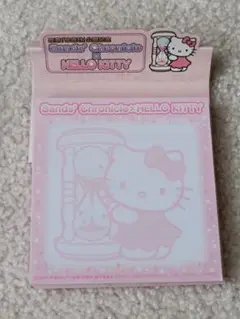 Sands' Chronicle
×
HELLO KITTY
Sands' Chronicle×HELLO KITTY